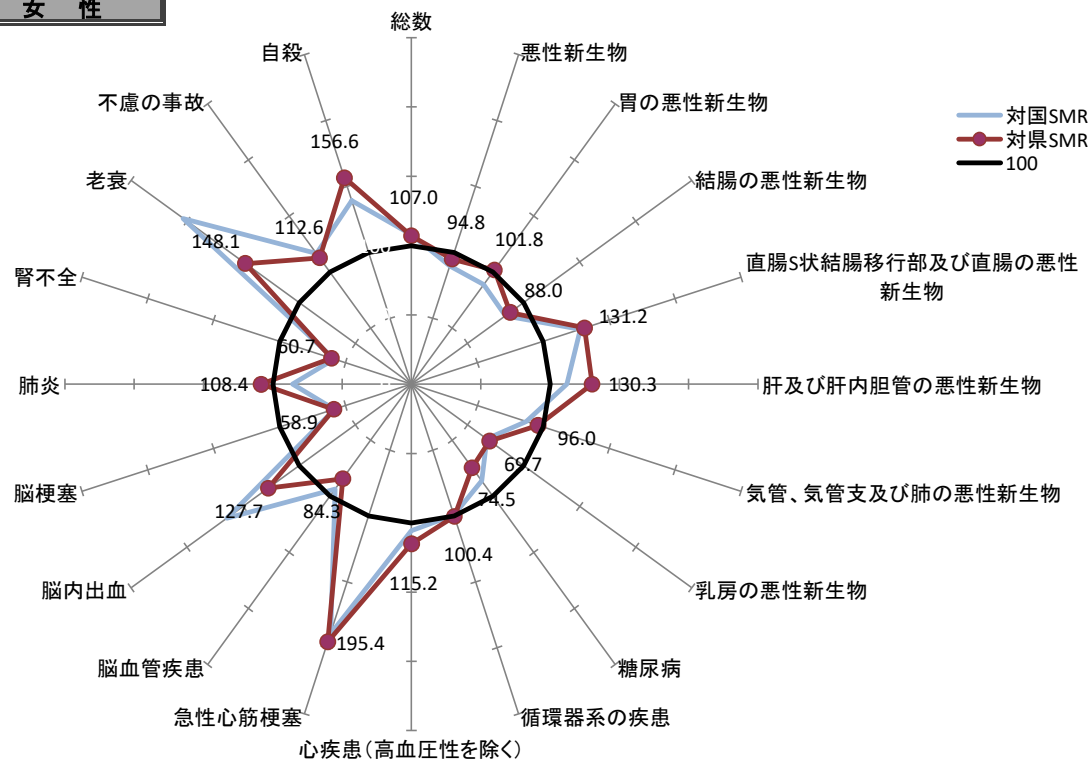 女 性
総数
自殺
悪性新生物
不慮の事故
胃の悪性新生物
対国SMR
対県SMR
100
156.6
老衰
結腸の悪性新生物
107.0
94.8
112.6
101.8
148.1
100
腎不全
直腸S状結腸移行部及び直腸の悪性
新生物
88.0
131.2
60.7
肺炎
108.4
130.3
肝及び肝内胆管の悪性新生物
58.9
96.0
69.7
脳梗塞
気管、気管支及び肺の悪性新生物
127.7
84.3
74.5
100.4
115.2
脳内出血
乳房の悪性新生物
195.4
脳血管疾患
糖尿病
急性心筋梗塞
循環器系の疾患
心疾患(高血圧性を除く)